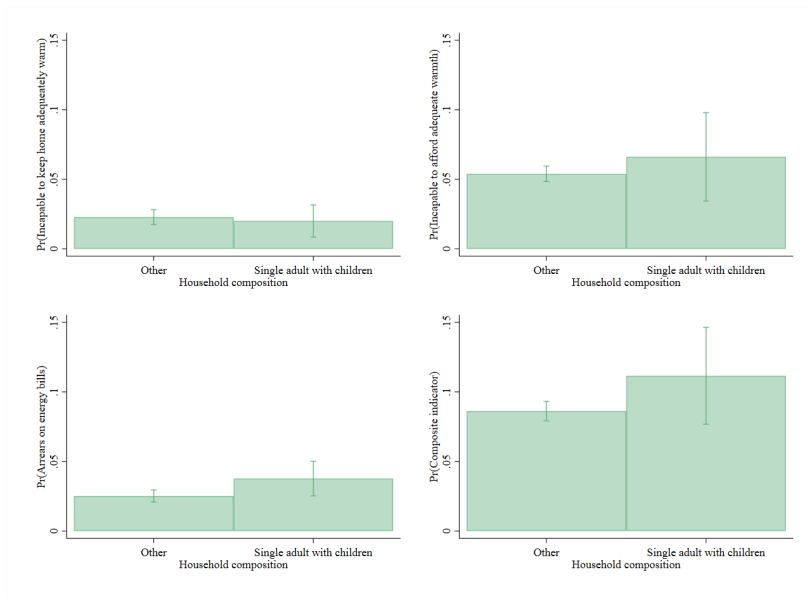 Pr(Incapable to keep home adequeately warm)
.15
.1
.05
0
Other
Single adult with children
Household composition
Pr(Incapable to afford adequeate warmth)
.15
.1
.05
0
Other
Single adult with children
Household composition
Pr(Arrears on energy bills)
.15
.1
.05
0
Other
Single adult with children
Household composition
Pr(Composite indicator)
.15
.1
.05
0
Other
Single adult with children
Household composition